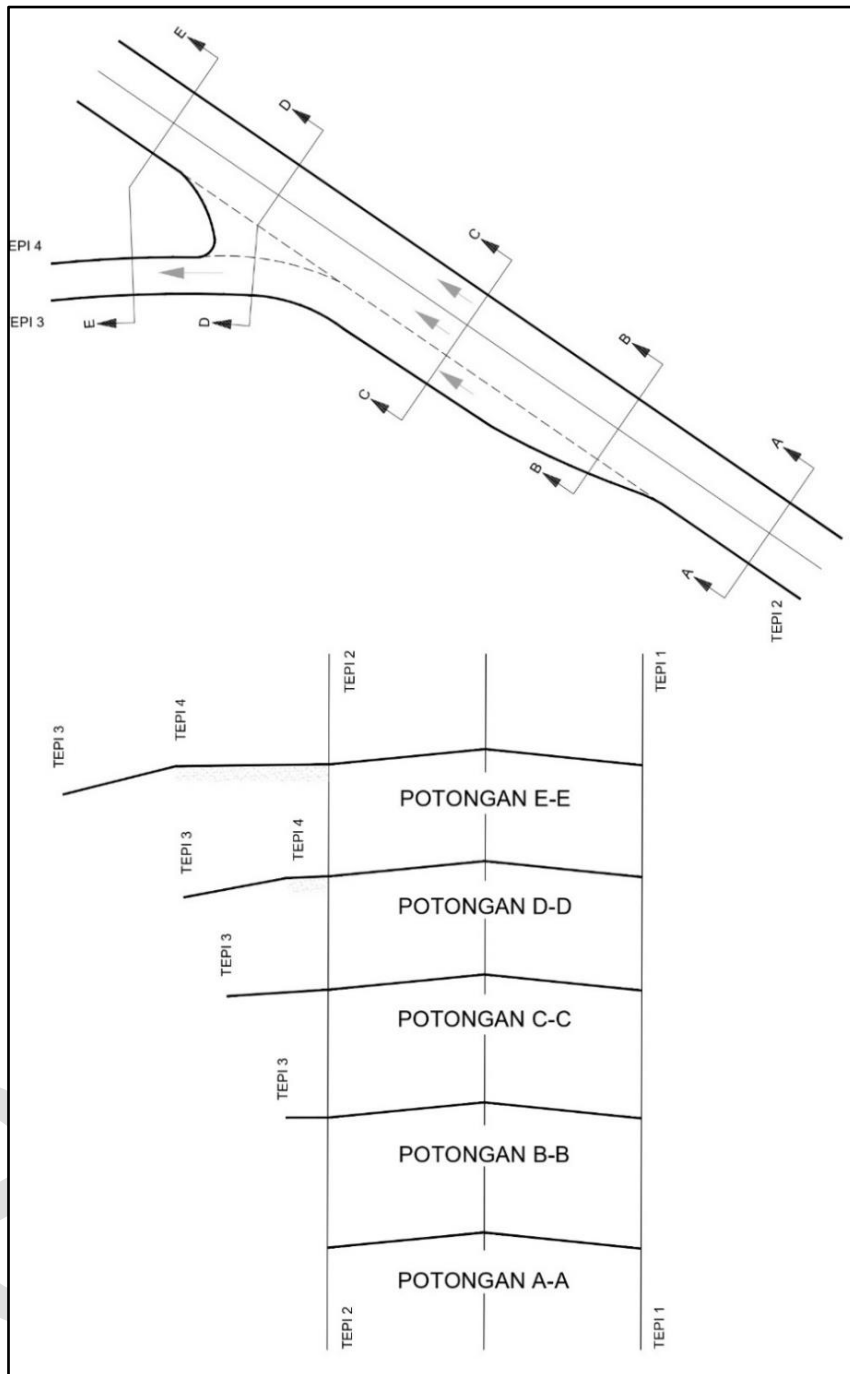 E
E
D
D
C
C
B
B
A
A
EPI 4
EPI 3
E
E
D
D
TEPI 2
TEPI 3
TEPI 4
TEPI 2
TEPI 1
POTONGAN E-E
TEPI 3
TEPI 4
POTONGAN D-D
TEPI 3
POTONGAN C-C
TEPI 3
POTONGAN B-B
POTONGAN A-A
TEPI 2
TEPI 1